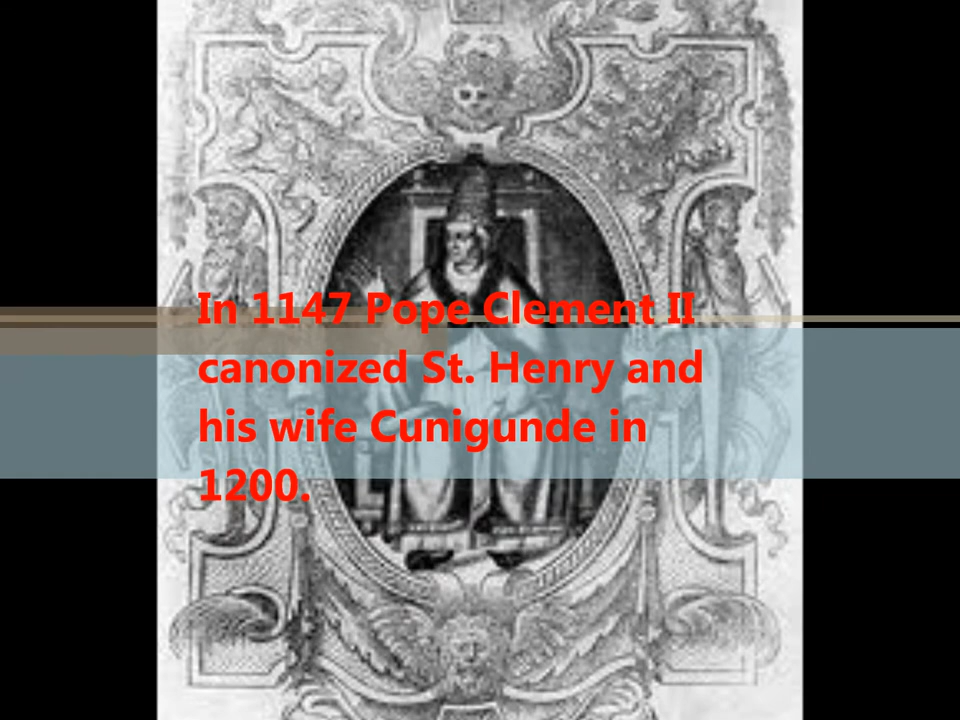 In 1147 Pope Clement II
canonized St. Henry and
his wife Cunigunde in
1200.